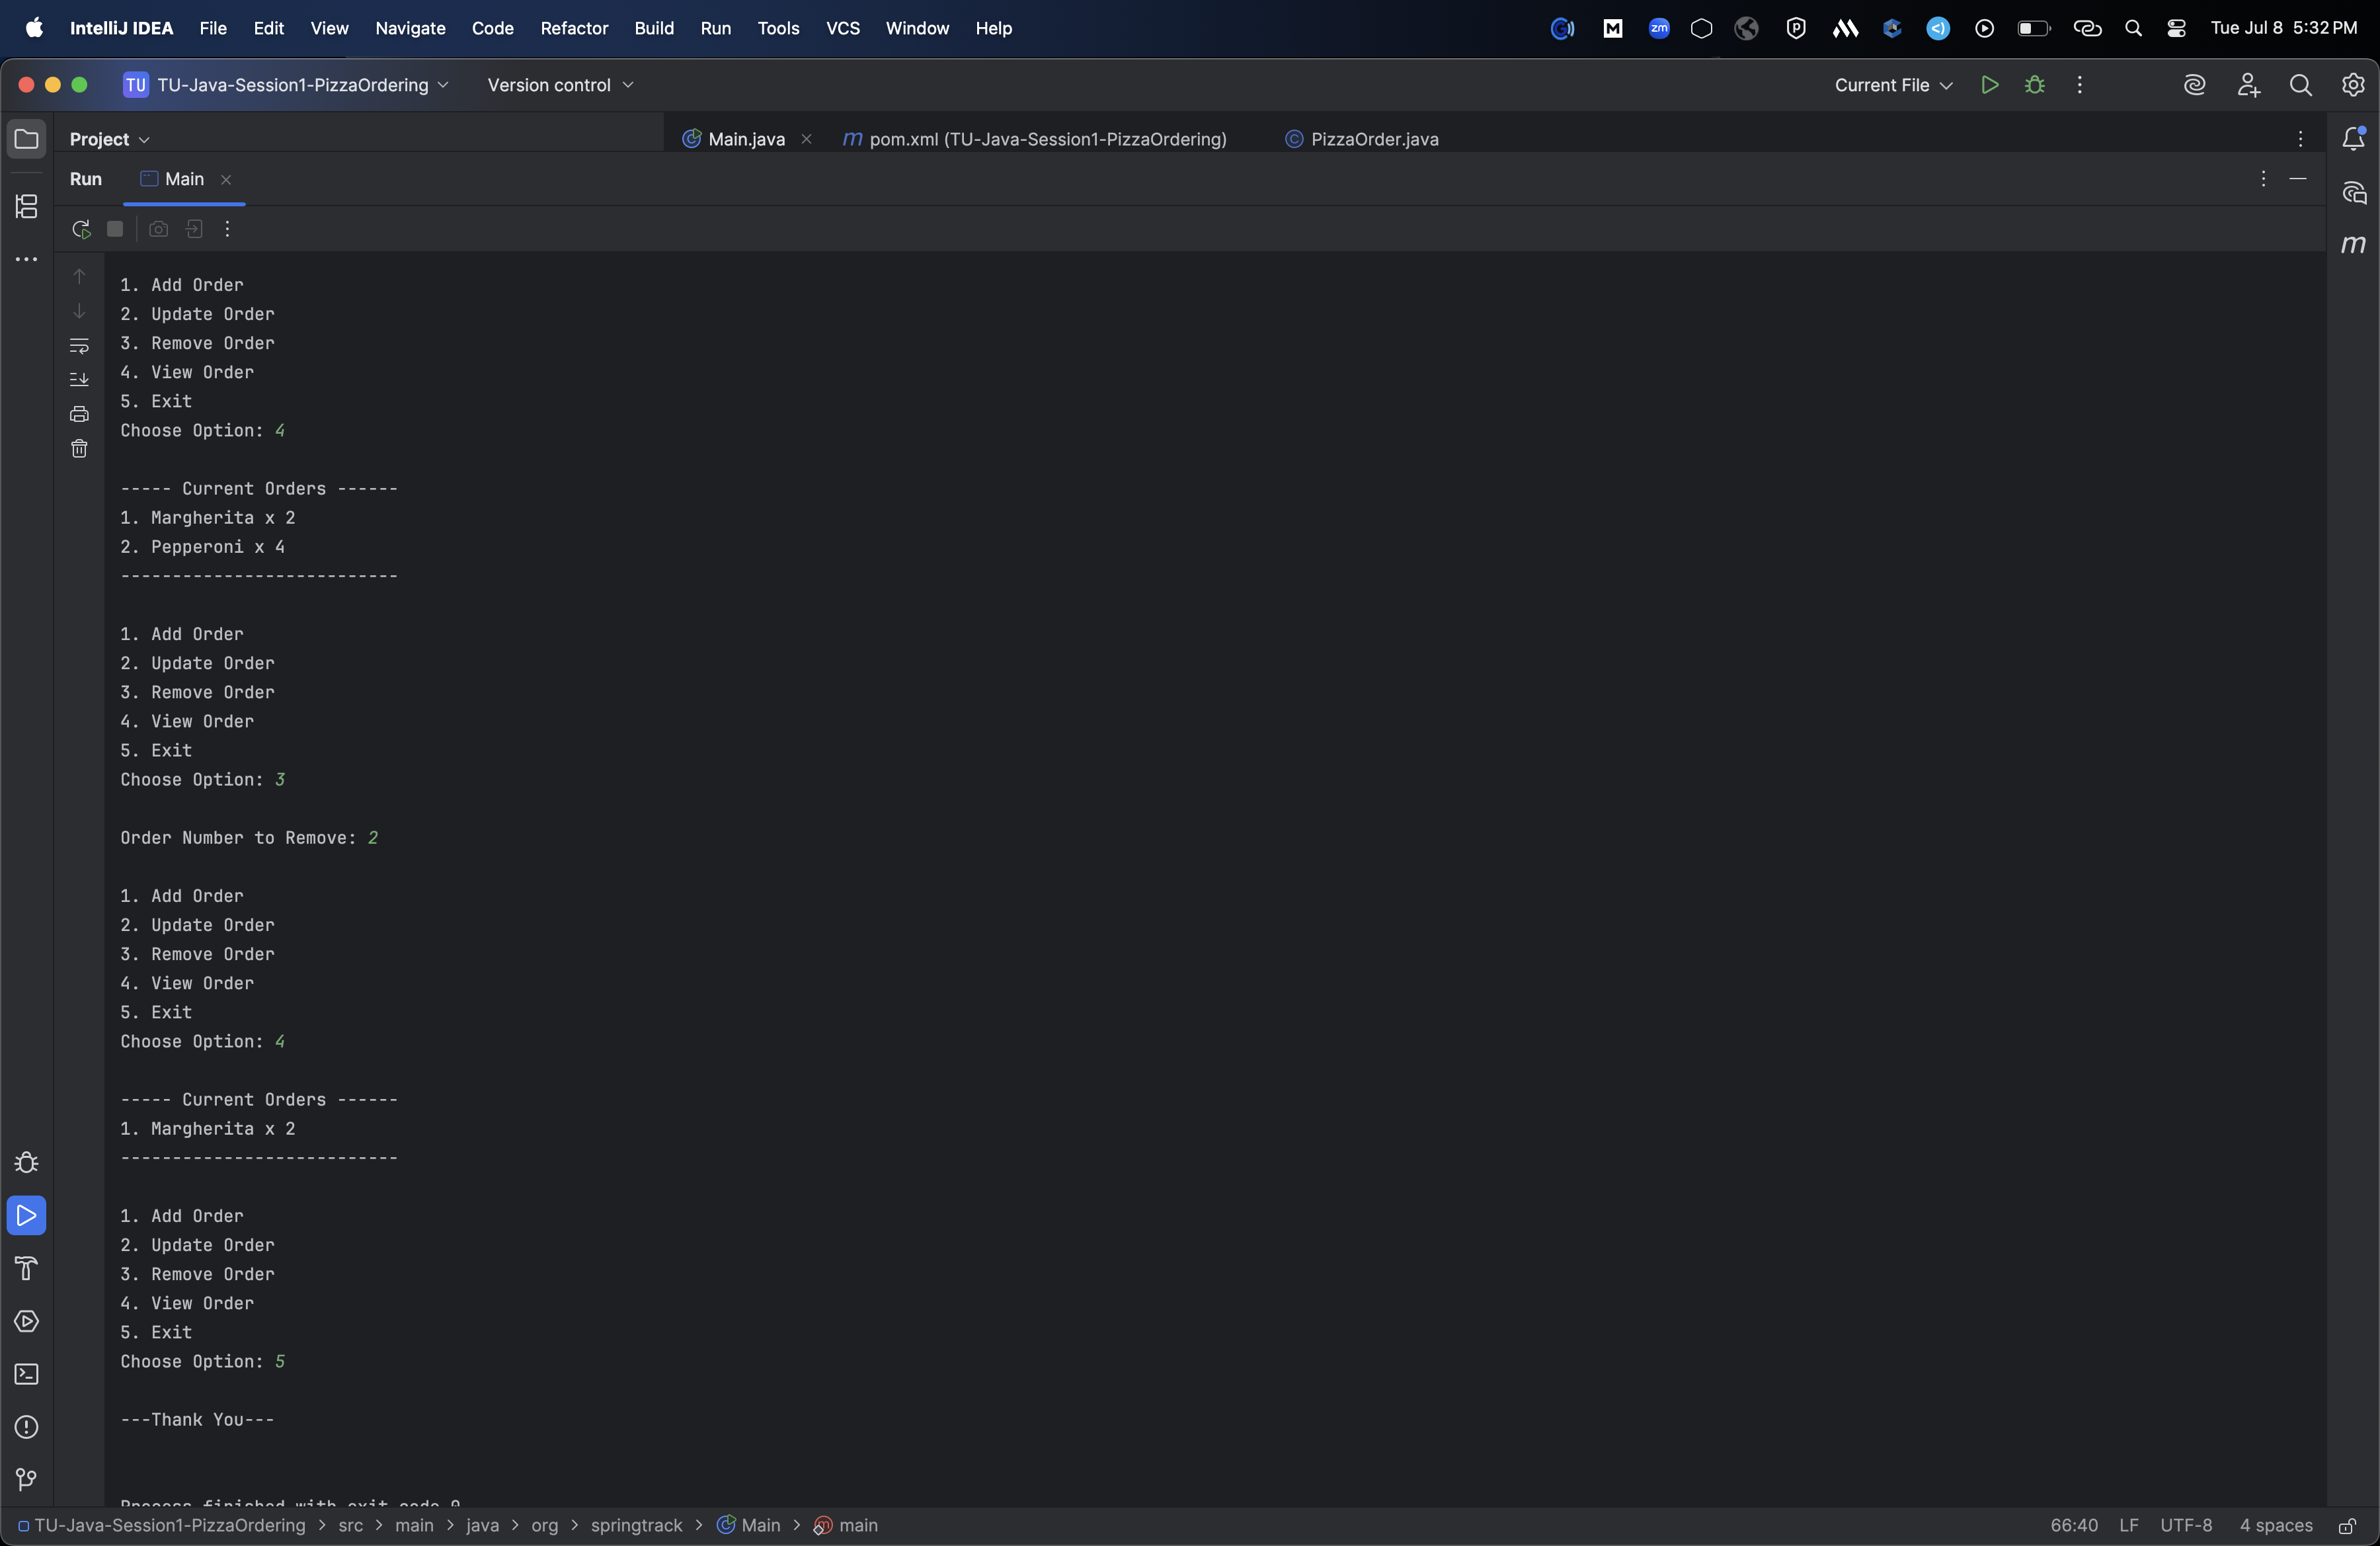 IntelliJ IDEA File Edit View Navigate Code Refactor Build Run Tools VCS Window Help zm Tue Jul 8 5:32 PM
TU TU-Java-Session1-PizzaOrdering Version control Current File
Project Main.java pom.xml (TU-Java-Session1-PizzaOrdering) PizzaOrder.java
Run Main
1. Add Order
2. Update Order
3. Remove Order
4. View Order
5. Exit
Choose Option: 4
----- Current Orders ------
1. Margherita x 2
2. Pepperoni x 4
---------------------------
1. Add Order
2. Update Order
3. Remove Order
4. View Order
5. Exit
Choose Option: 3
Order Number to Remove: 2
1. Add Order
2. Update Order
3. Remove Order
4. View Order
5. Exit
Choose Option: 4
----- Current Orders ------
1. Margherita x 2
---------------------------
1. Add Order
2. Update Order
3. Remove Order
4. View Order
5. Exit
Choose Option: 5
---Thank You---
Process finished with exit code 0
TU-Java-Session1-PizzaOrdering > src > main > java > org > springtrack > Main > main 66:40 LF UTF-8 4 spaces